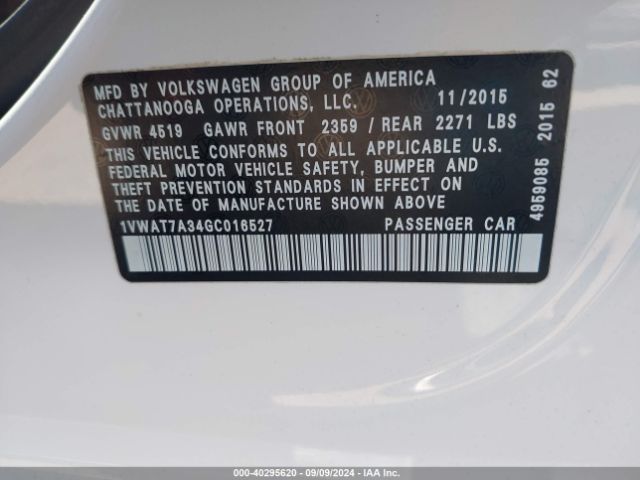 MFD BY VOLKSWAGEN GROUP OF AMERICA
CHATTANOOGA OPERATIONS, LLC. 11/2015
GVWR 4519 GAWR FRONT 2359 / REAR 2271 LBS
THIS VEHICLE CONFORMS TO ALL APPLICABLE U.S.
FEDERAL MOTOR VEHICLE SAFETY, BUMPER AND
THEFT PREVENTION STANDARDS IN EFFECT ON
THE DATE OF MANUFACTURE SHOWN ABOVE
1VWAT7A34GC016527 PASSENGER CAR
4959085 2015 62
000-40295620 - 09/09/2024 - IAA Inc.